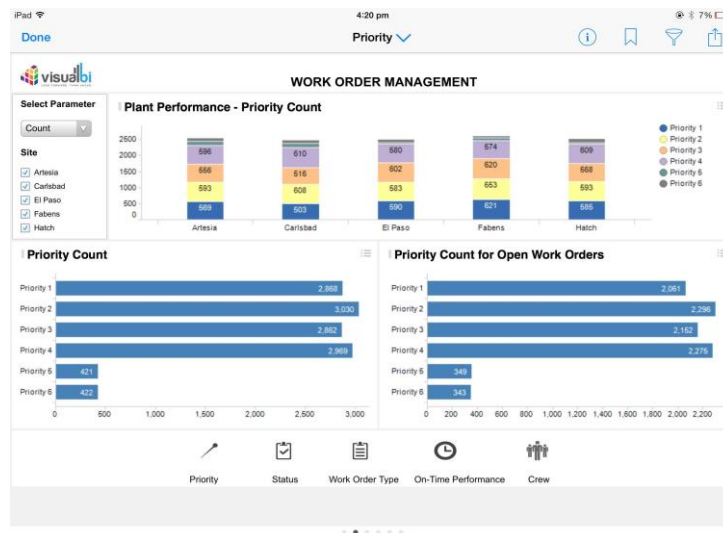 iPad
4:20 pm
7%
Done
Priority
visualbi
WORK ORDER MANAGEMENT
Select Parameter
Count
Site
Artesia
Carlsbad
El Paso
Fabens
Hatch
Plant Performance - Priority Count
2500
2000
1500
1000
500
0
596 610 580 574 609
602 620
593 608 583 653 593
569 503 590 621 585
Artesia Carlsbad El Paso Fabens Hatch
Priority 1
Priority 2
Priority 3
Priority 4
Priority 5
Priority 6
Priority Count
Priority 1 2,868
Priority 2 3,030
Priority 3 2,862
Priority 4 2,969
Priority 5 421
Priority 6 422
0 500 1,000 1,500 2,000 2,500 3,000
Priority Count for Open Work Orders
Priority 1 2,061
Priority 2 2,296
Priority 3 2,152
Priority 4 2,275
Priority 5 349
Priority 6 343
0 200 400 600 800 1,000 1,200 1,400 1,600 1,800 2,000 2,200
Priority Status Work Order Type On-Time Performance Crew